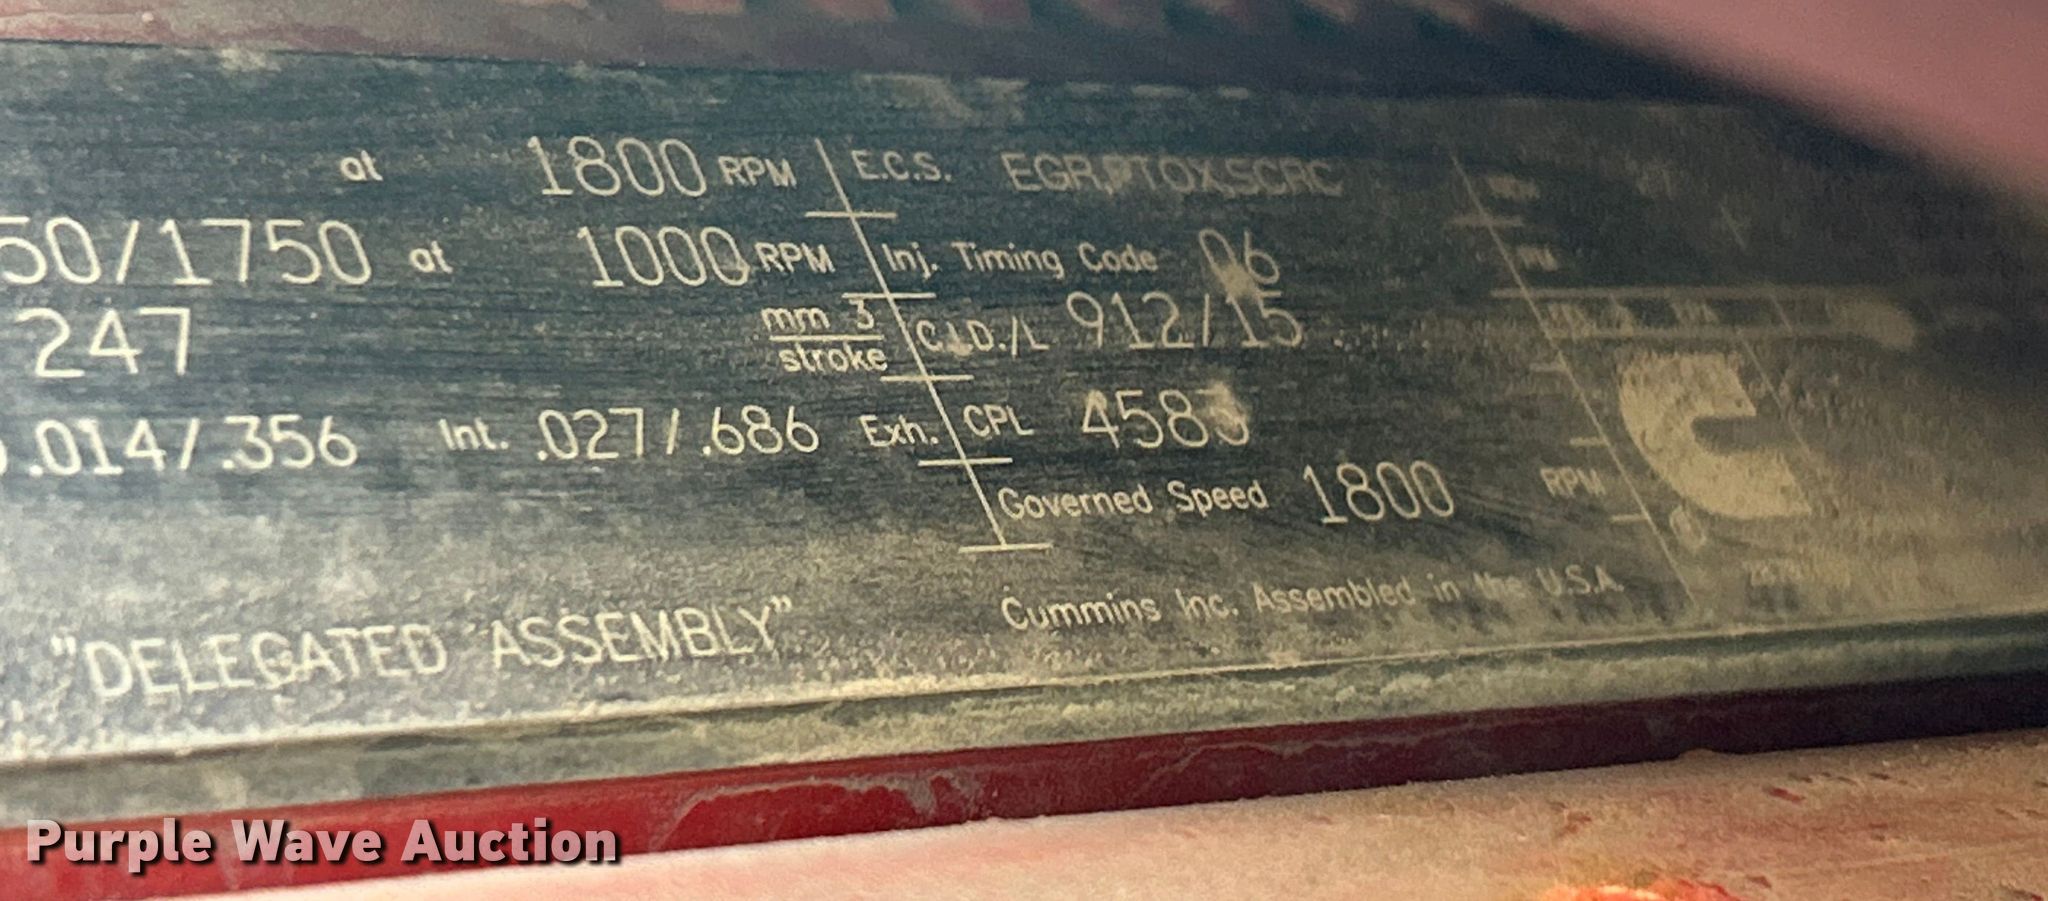 at 1800 RPM E.C.S. EGR,PTOX,SCRC
50/1750 at 1000 RPM Inj. Timing Code 06
247 mm 3 / stroke C.I.D./L 912/15
.014/.356 Int. .027/.686 Exh. CPL 4583
Governed Speed 1800 RPM
"DELEGATED ASSEMBLY"
Cummins Inc. Assembled in the U.S.A.
Purple Wave Auction